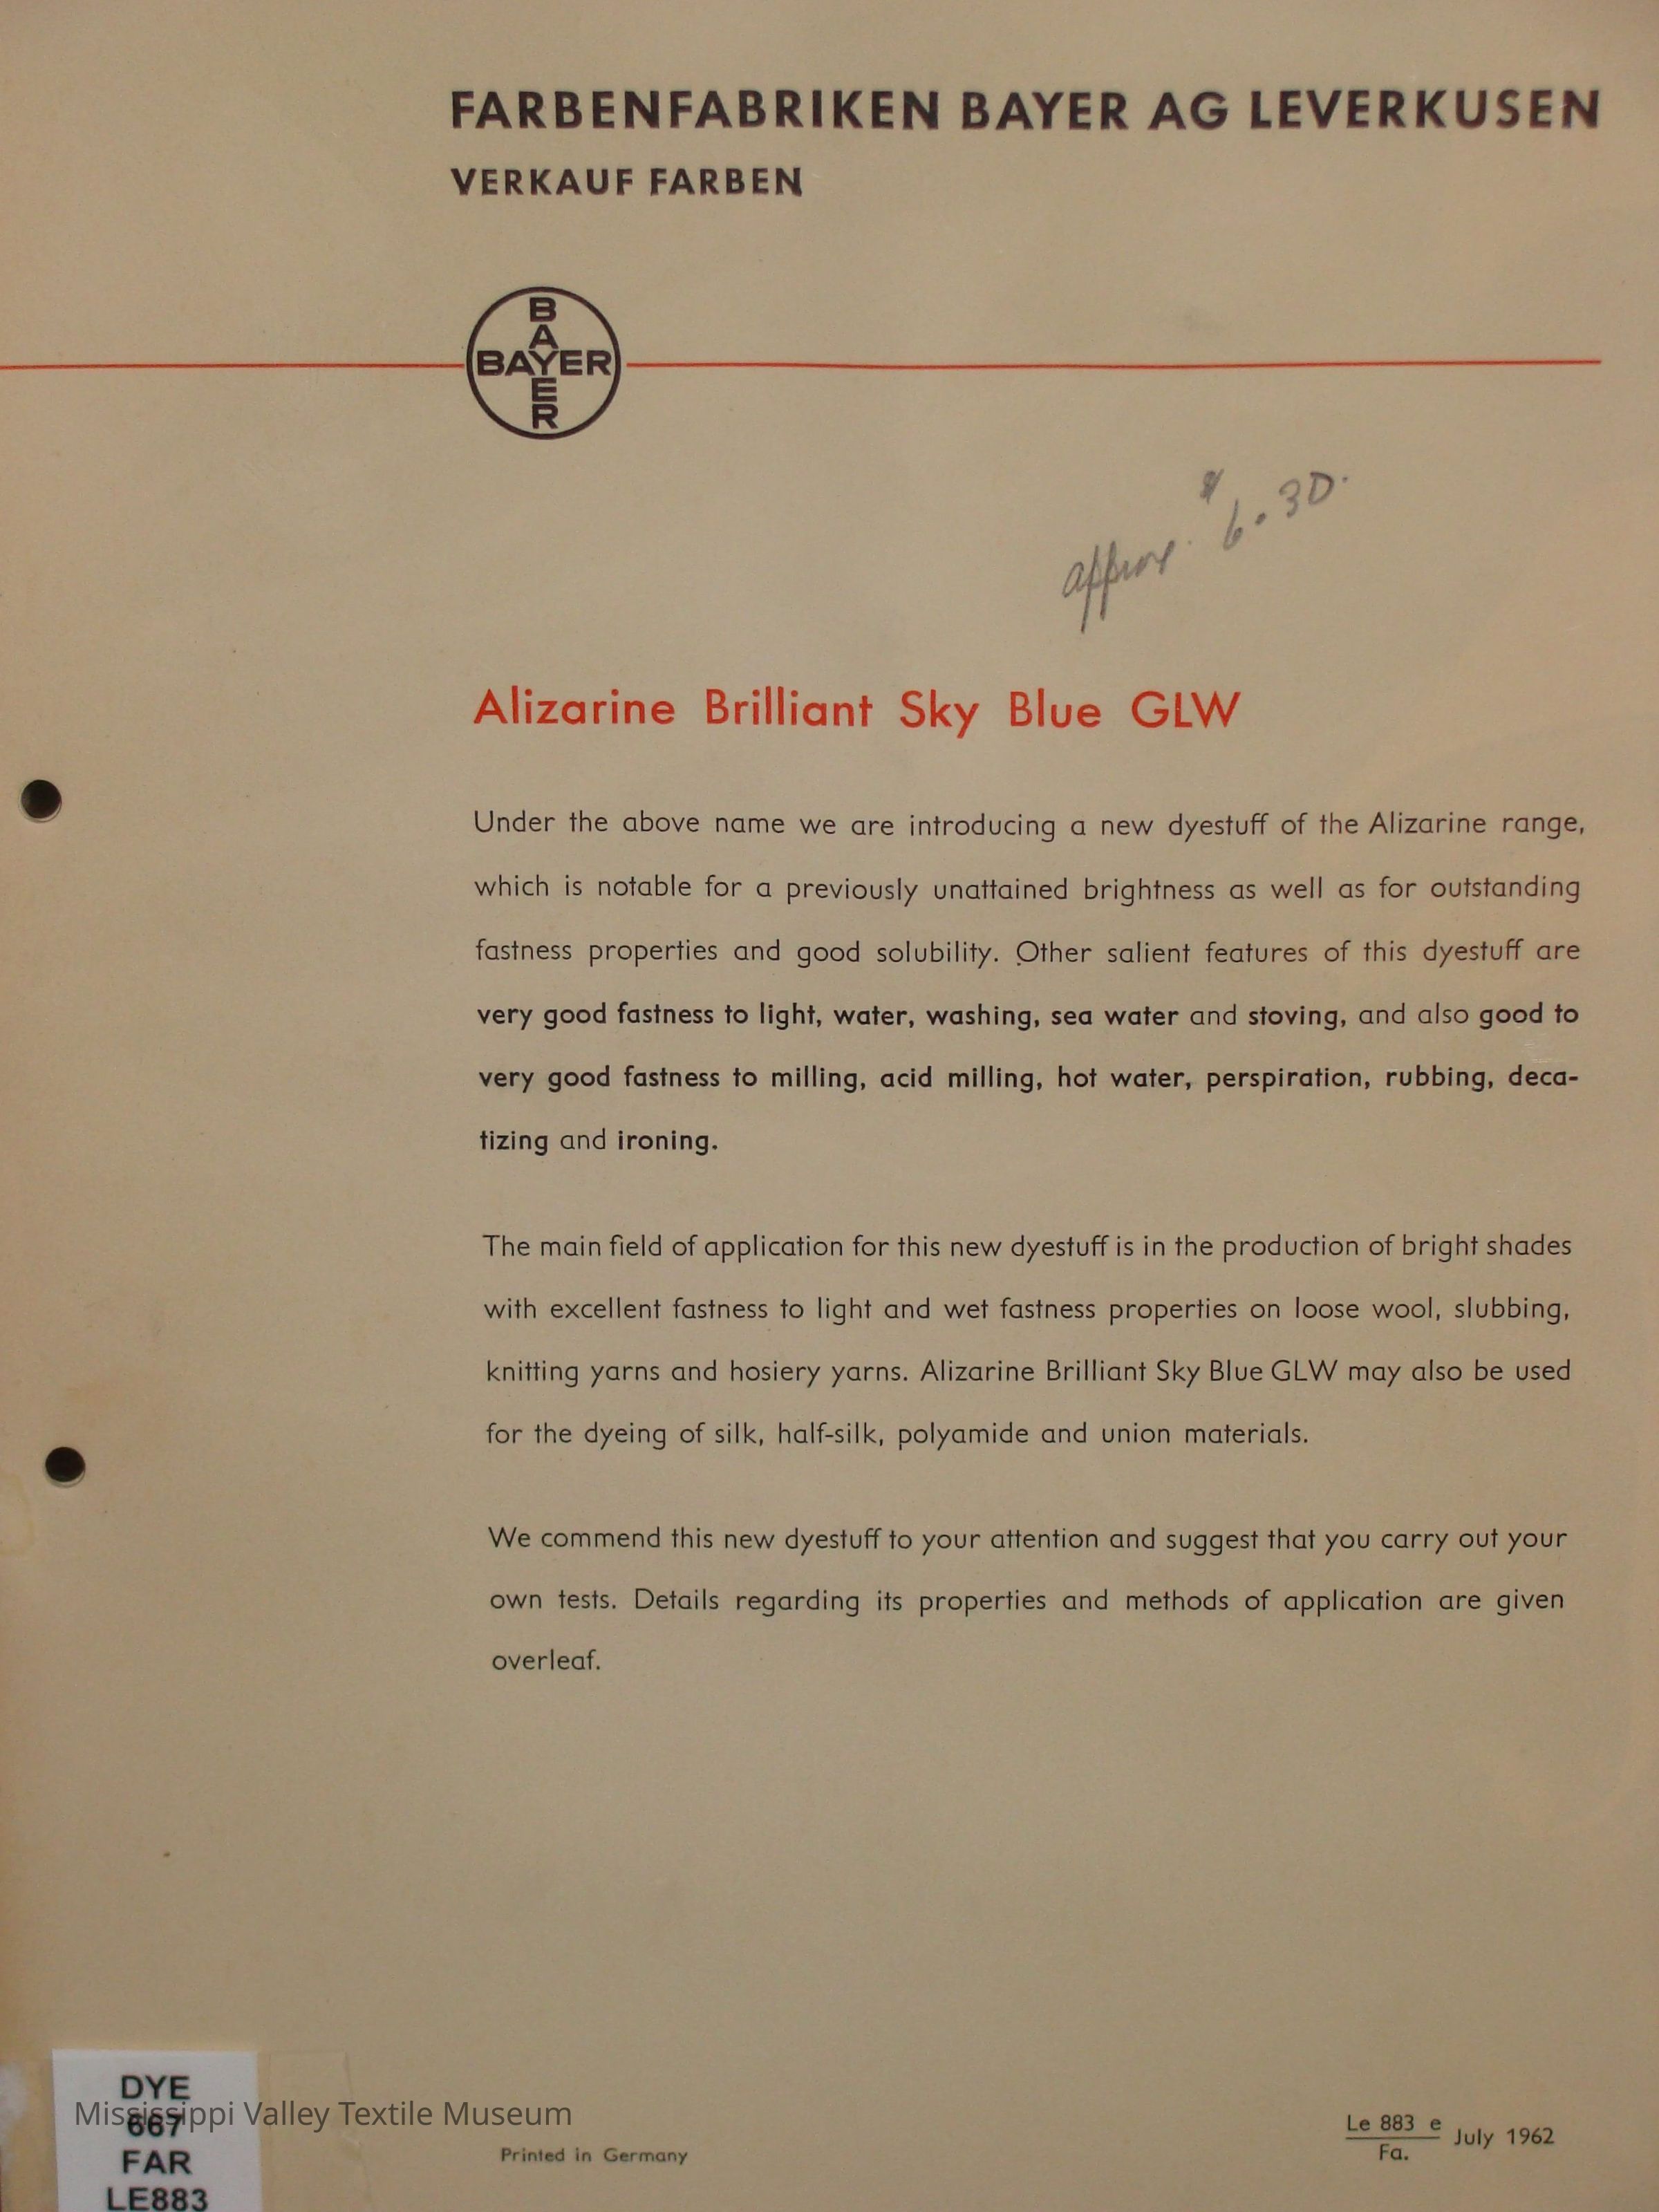 FARBENFABRIKEN BAYER AG LEVERKUSEN
VERKAUF FARBEN
B
A
BAYER
E
R
approx. $6.30.
Alizarine Brilliant Sky Blue GLW
Under the above name we are introducing a new dyestuff of the Alizarine range,
which is notable for a previously unattained brightness as well as for outstanding
fastness properties and good solubility. Other salient features of this dyestuff are
very good fastness to light, water, washing, sea water and stoving, and also good to
very good fastness to milling, acid milling, hot water, perspiration, rubbing, deca-
tizing and ironing.
The main field of application for this new dyestuff is in the production of bright shades
with excellent fastness to light and wet fastness properties on loose wool, slubbing,
knitting yarns and hosiery yarns. Alizarine Brilliant Sky Blue GLW may also be used
for the dyeing of silk, half-silk, polyamide and union materials.
We commend this new dyestuff to your attention and suggest that you carry out your
own tests. Details regarding its properties and methods of application are given
overleaf.
DYE
667
FAR
LE883
Mississippi Valley Textile Museum
Printed in Germany
Le 883 e
Fa.
July 1962